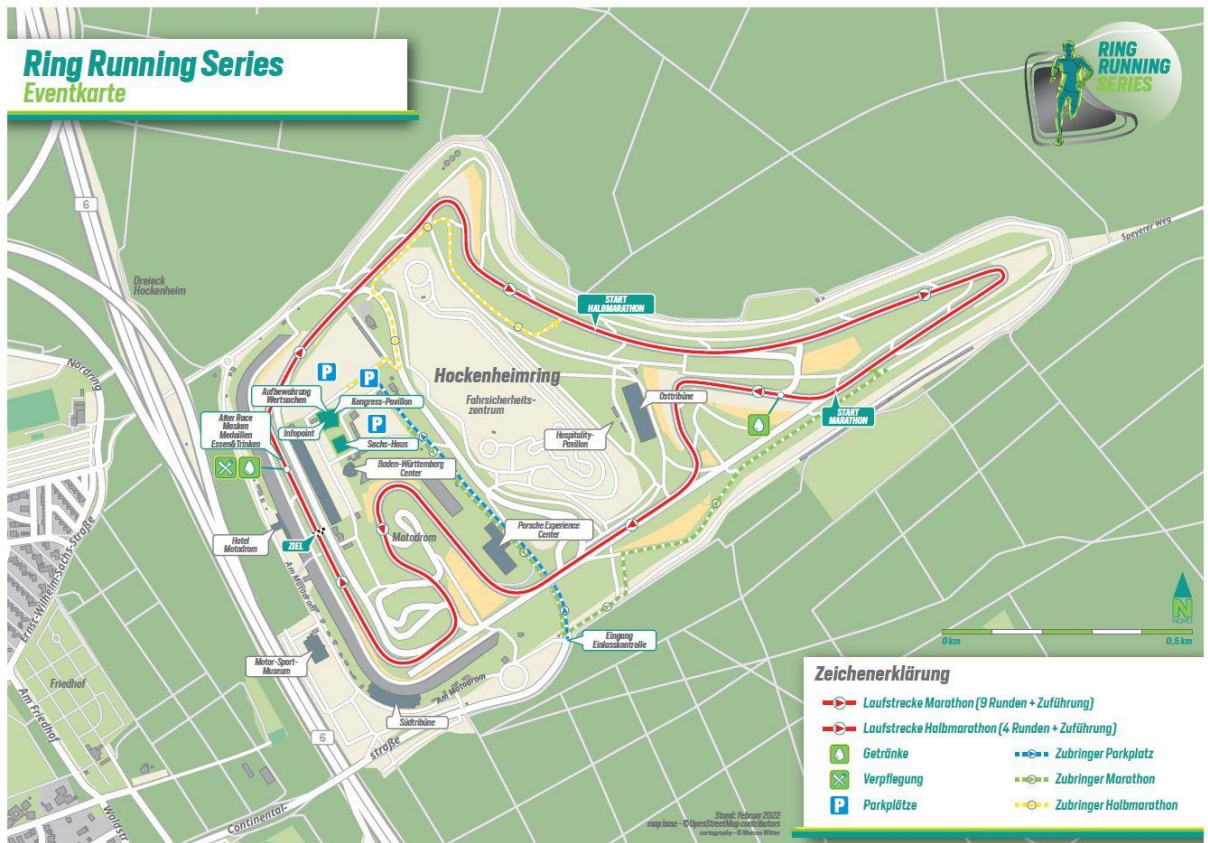 Ring Running Series
Eventkarte
RING
RUNNING
SERIES
6
Speyerer Weg
Dreieck
Hockenheim
START
HALBMARATHON
Nordring
P
P
Hockenheimring
Aufbewahrung
Wertsachen
Kongress-Pavillon
Fahrsicherheits-
zentrum
Osttribüne
After Race
Masken
Medaillen
Essen&Trinken
Infopoint
P
START
MARATHON
Sachs-Haus
Hospitality-
Pavillon
Baden-Württemberg
Center
Porsche Experience
Center
Hotel
Motodrom
ZIEL
Motodrom
Ernst-Wilhelm-Sachs-Straße
Am Motodrom
N
NORD
Eingang
Einlasskontrolle
0 km
0,5 km
Motor-Sport-
Museum
Friedhof
Am Friedhof
Am Motodrom
Südtribüne
6
straße
Continental-
Waldstr
Zeichenerklärung
Laufstrecke Marathon (9 Runden + Zuführung)
Laufstrecke Halbmarathon (4 Runden + Zuführung)
Getränke
Zubringer Parkplatz
Verpflegung
Zubringer Marathon
P
Parkplätze
Zubringer Halbmarathon
Stand: Februar 2022
map base - © OpenStreetMap contributors
cartography - © Marcus Witter